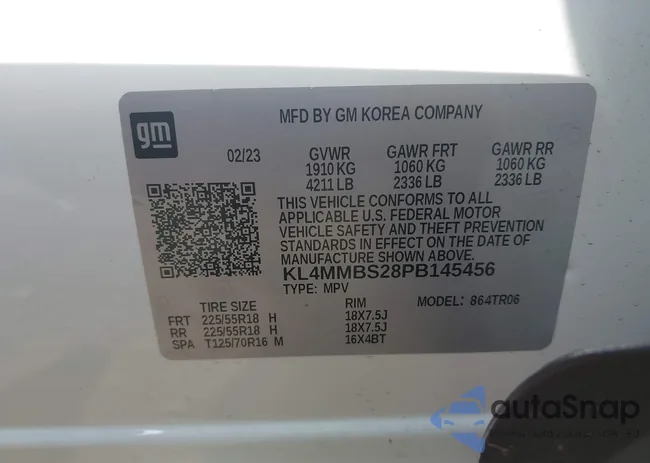 gm
MFD BY GM KOREA COMPANY
02/23 GVWR GAWR FRT GAWR RR
1910 KG 1060 KG 1060 KG
4211 LB 2336 LB 2336 LB
THIS VEHICLE CONFORMS TO ALL
APPLICABLE U.S. FEDERAL MOTOR
VEHICLE SAFETY AND THEFT PREVENTION
STANDARDS IN EFFECT ON THE DATE OF
MANUFACTURE SHOWN ABOVE.
KL4MMBS28PB145456
TYPE: MPV MODEL: 864TR06
TIRE SIZE RIM
FRT 225/55R18 H 18X7.5J
RR 225/55R18 H 18X7.5J
SPA T125/70R16 M 16X4BT
autoSnap